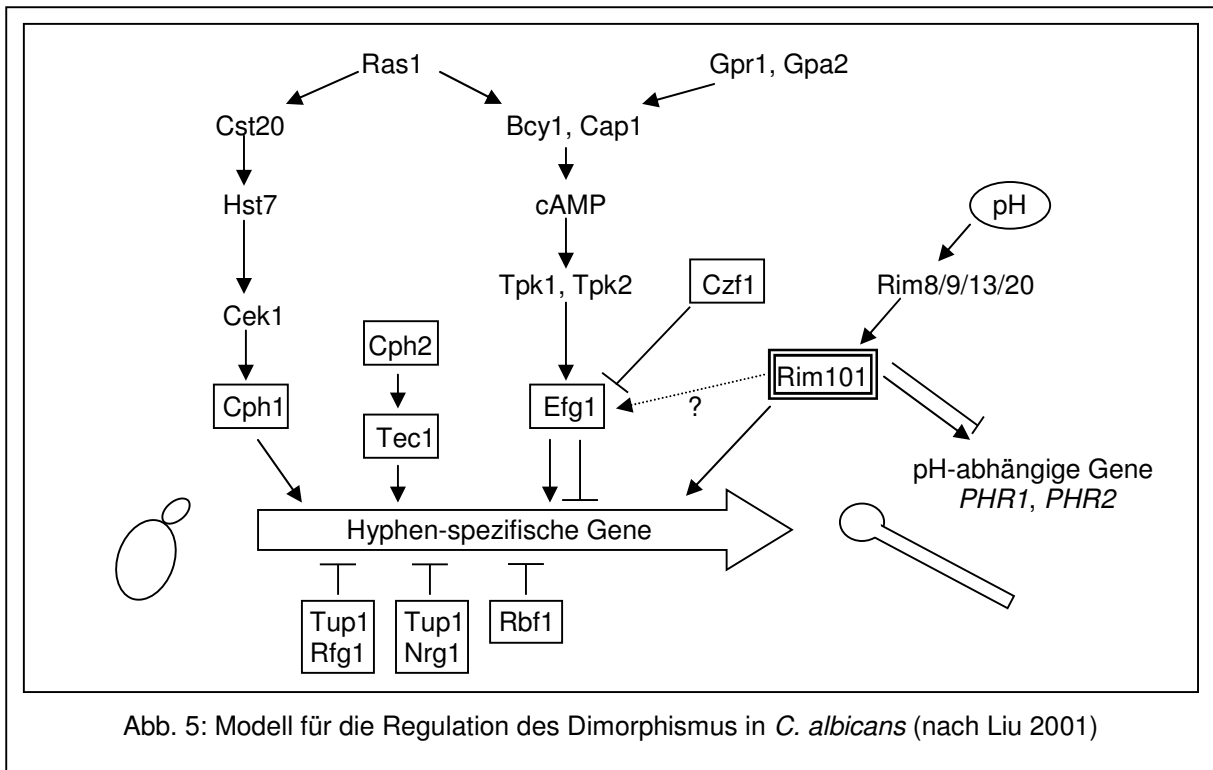 Ras1
Gpr1, Gpa2
Cst20
Bcy1, Cap1
Hst7
cAMP
pH
Tpk1, Tpk2
Czf1
Rim8/9/13/20
Cek1
Cph2
Rim101
Cph1
Efg1
?
Tec1
pH-abhängige Gene
PHR1, PHR2
Hyphen-spezifische Gene
Tup1
Rfg1
Tup1
Nrg1
Rbf1
Abb. 5: Modell für die Regulation des Dimorphismus in C. albicans (nach Liu 2001)